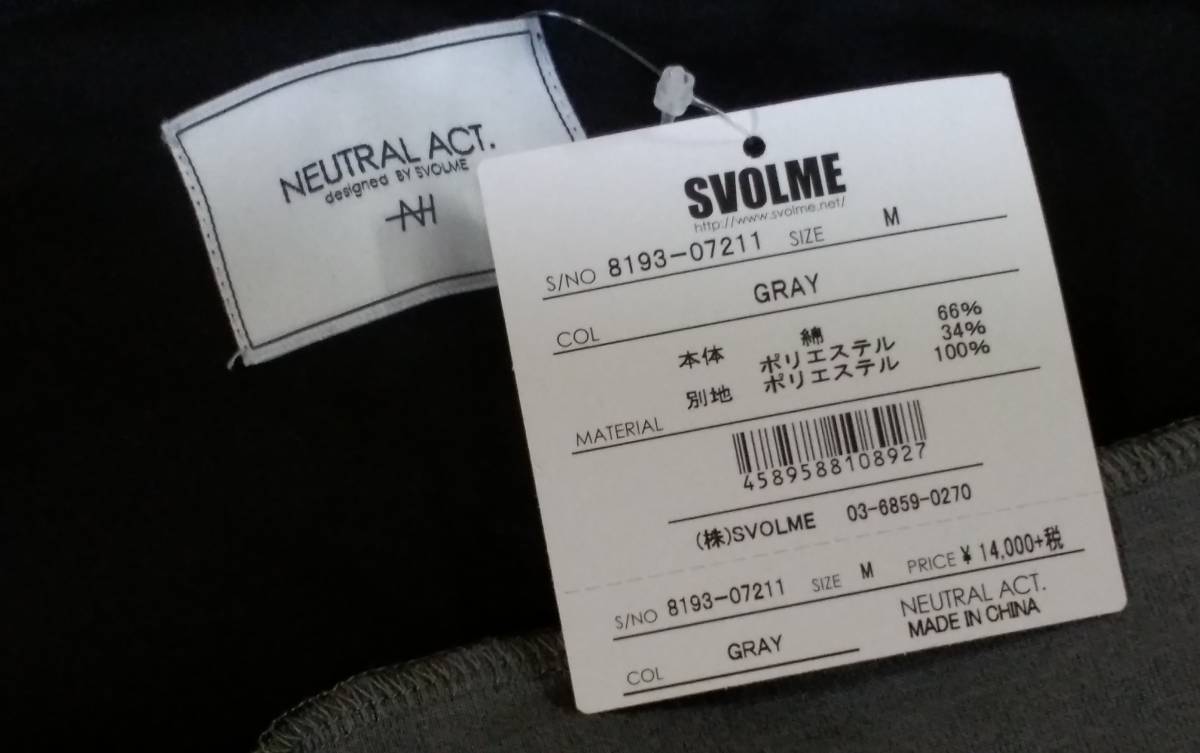 NEUTRAL ACT.
designed BY SVOLME
SVOLME
http://www.svolme.net/
S/NO 8193-07211 SIZE M
COL GRAY
本体 綿 66%
ポリエステル 34%
別地 ポリエステル 100%
MATERIAL
4589588108927
(株)SVOLME 03-6859-0270
S/NO 8193-07211 SIZE M PRICE ¥ 14,000+税
COL GRAY
NEUTRAL ACT.
MADE IN CHINA